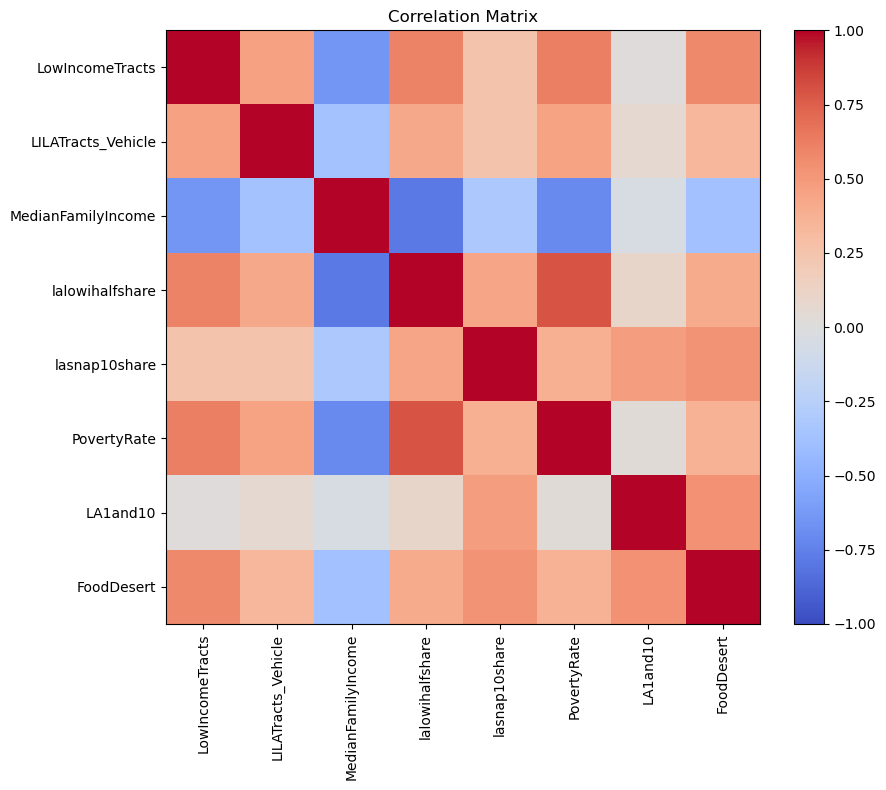 Correlation Matrix
LowIncomeTracts
LILATracts_Vehicle
MedianFamilyIncome
lalowihalfshare
lasnap10share
PovertyRate
LA1and10
FoodDesert
LowIncomeTracts
LILATracts_Vehicle
MedianFamilyIncome
lalowihalfshare
lasnap10share
PovertyRate
LA1and10
FoodDesert
1.00
0.75
0.50
0.25
0.00
−0.25
−0.50
−0.75
−1.00